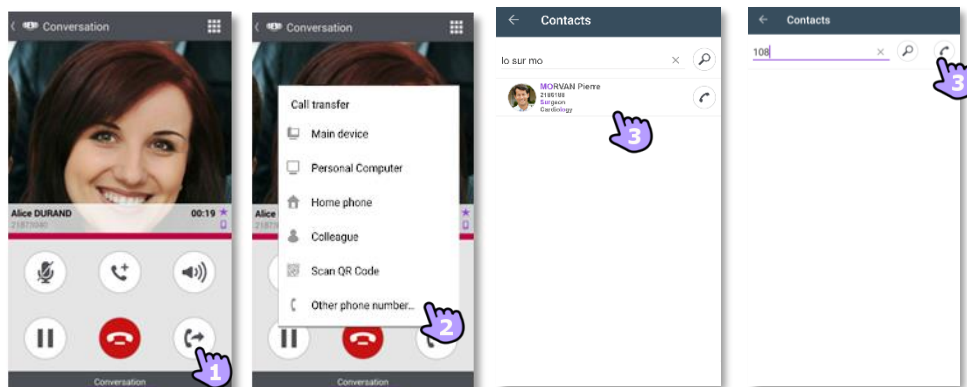 Conversation
Alice DURAND
00:19
21873040
Conversation
1
Conversation
Call transfer
Main device
Personal Computer
Home phone
Colleague
Scan QR Code
Other phone number...
Alice
Conversation
2
Contacts
lo sur mo
MORVAN Pierre
2186108
Surgeon
Cardiology
3
Contacts
108
3